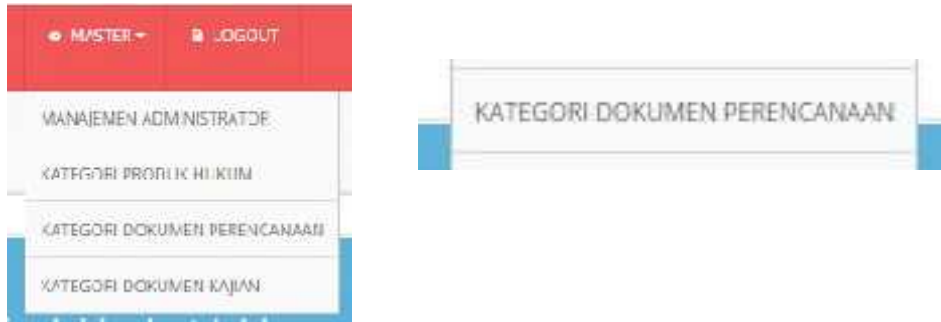 MASTER LOGOUT
MANAJEMEN ADMINISTRATOR
KATEGORI PRODUK HUKUM
KATEGORI DOKUMEN PERENCANAAN
KATEGORI DOKUMEN KAJIAN
KATEGORI DOKUMEN PERENCANAAN